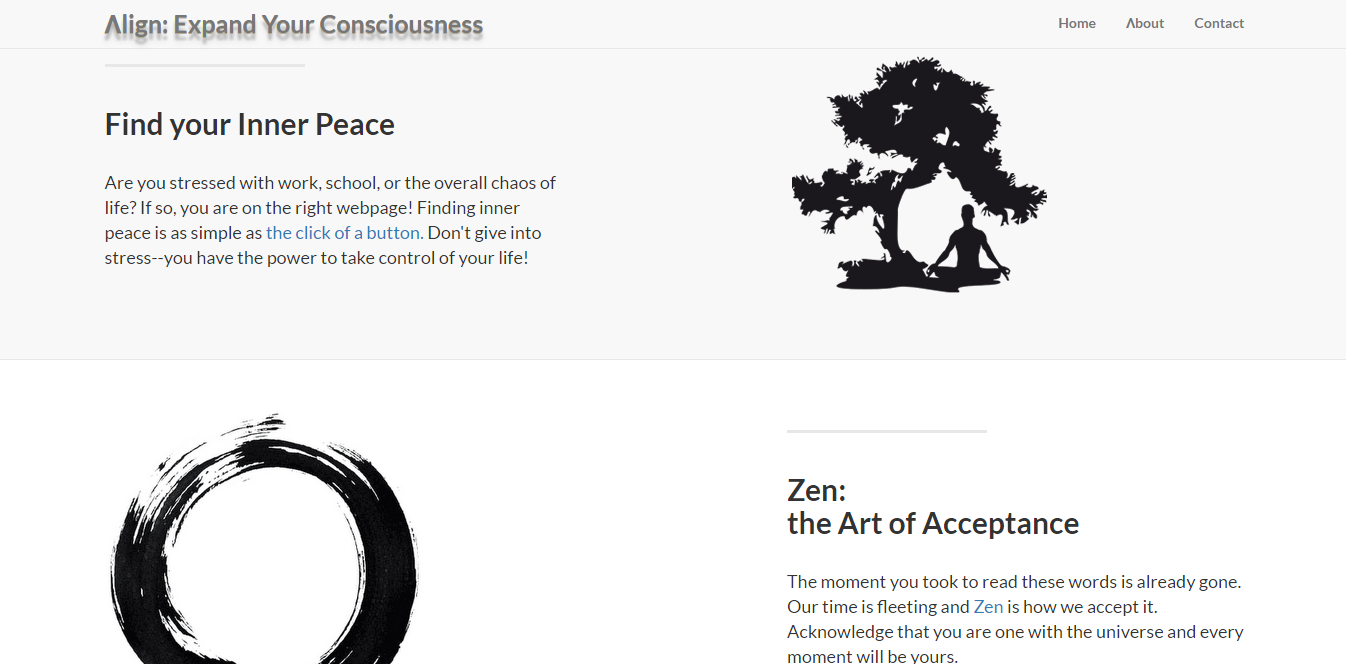 Λlign: Expand Your Consciousness
Home
Λbout
Contact
Find your Inner Peace
Are you stressed with work, school, or the overall chaos of
life? If so, you are on the right webpage! Finding inner
peace is as simple as the click of a button. Don't give into
stress--you have the power to take control of your life!
Zen:
the Art of Acceptance
The moment you took to read these words is already gone.
Our time is fleeting and Zen is how we accept it.
Acknowledge that you are one with the universe and every
moment will be yours.